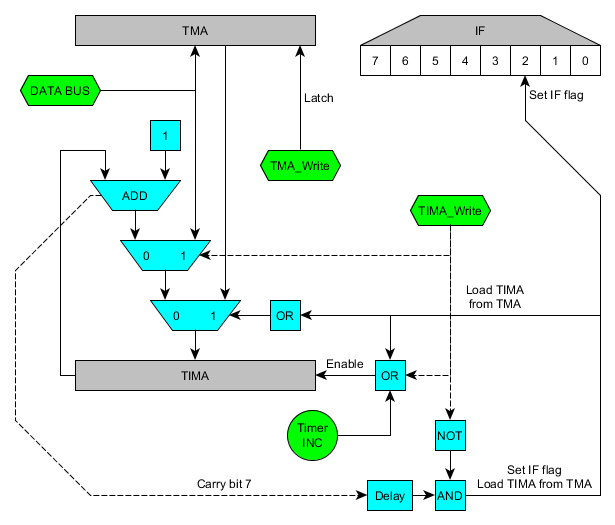 TMA
IF
7 6 5 4 3 2 1 0
DATA BUS
Set IF flag
Latch
1
TMA_Write
ADD
TIMA_Write
0 1
Load TIMA
from TMA
0 1
OR
Enable
TIMA
OR
Timer
INC
NOT
Set IF flag
Load TIMA from TMA
Carry bit 7
Delay
AND